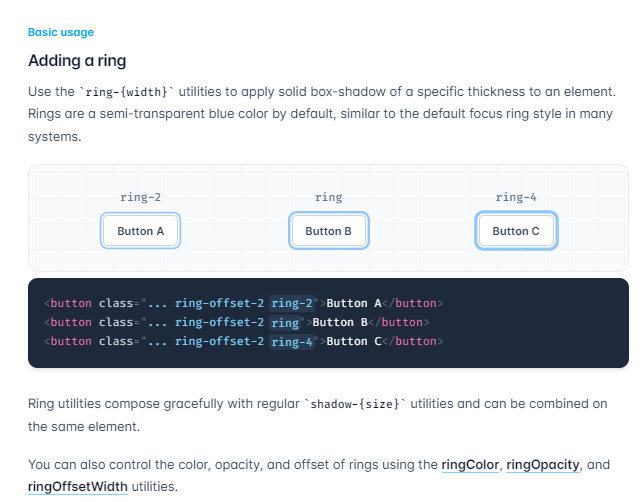 Basic usage
Adding a ring
Use the `ring-{width}` utilities to apply solid box-shadow of a specific thickness to an element.
Rings are a semi-transparent blue color by default, similar to the default focus ring style in many
systems.
ring-2 ring ring-4
Button A Button B Button C
<button class="... ring-offset-2 ring-2">Button A</button>
<button class="... ring-offset-2 ring">Button B</button>
<button class="... ring-offset-2 ring-4">Button C</button>
Ring utilities compose gracefully with regular `shadow-{size}` utilities and can be combined on
the same element.
You can also control the color, opacity, and offset of rings using the ringColor, ringOpacity, and
ringOffsetWidth utilities.